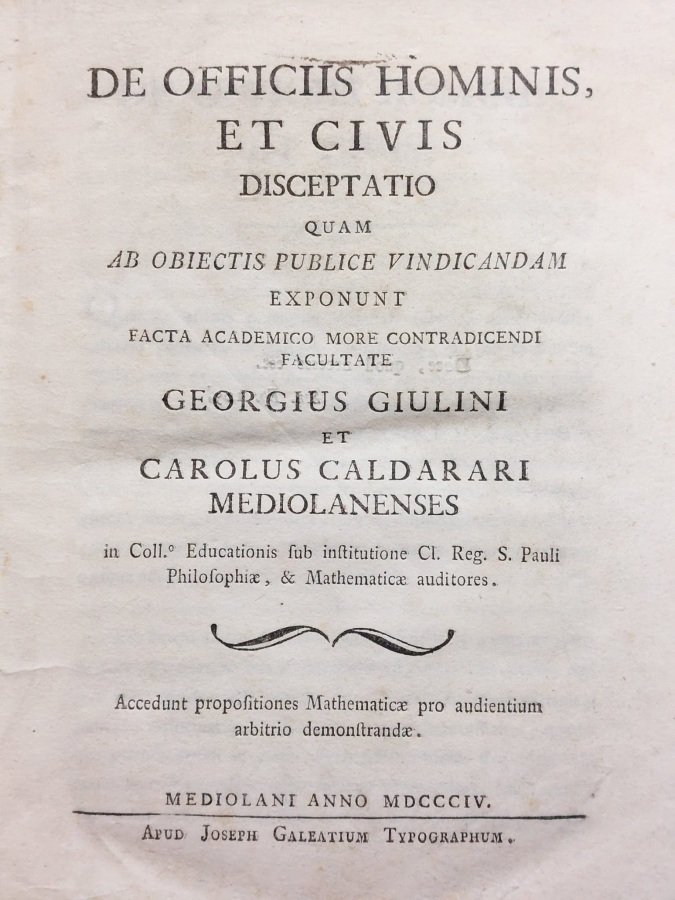 DE OFFICIIS HOMINIS,
ET CIVIS
DISCEPTATIO
QUAM
AB OBIECTIS PUBLICE VINDICANDAM
EXPONUNT
FACTA ACADEMICO MORE CONTRADICENDI
FACULTATE
GEORGIUS GIULINI
ET
CAROLUS CALDARARI
MEDIOLANENSES
in Coll.º Educationis ſub inſtitutione Cl. Reg. S. Pauli
Philoſophiæ, & Mathematicæ auditores.
Accedunt propoſitiones Mathematicæ pro audientium
arbitrio demonſtrandæ.
MEDIOLANI ANNO MDCCCIV.
APUD JOSEPH GALEATIUM TYPOGRAPHUM.